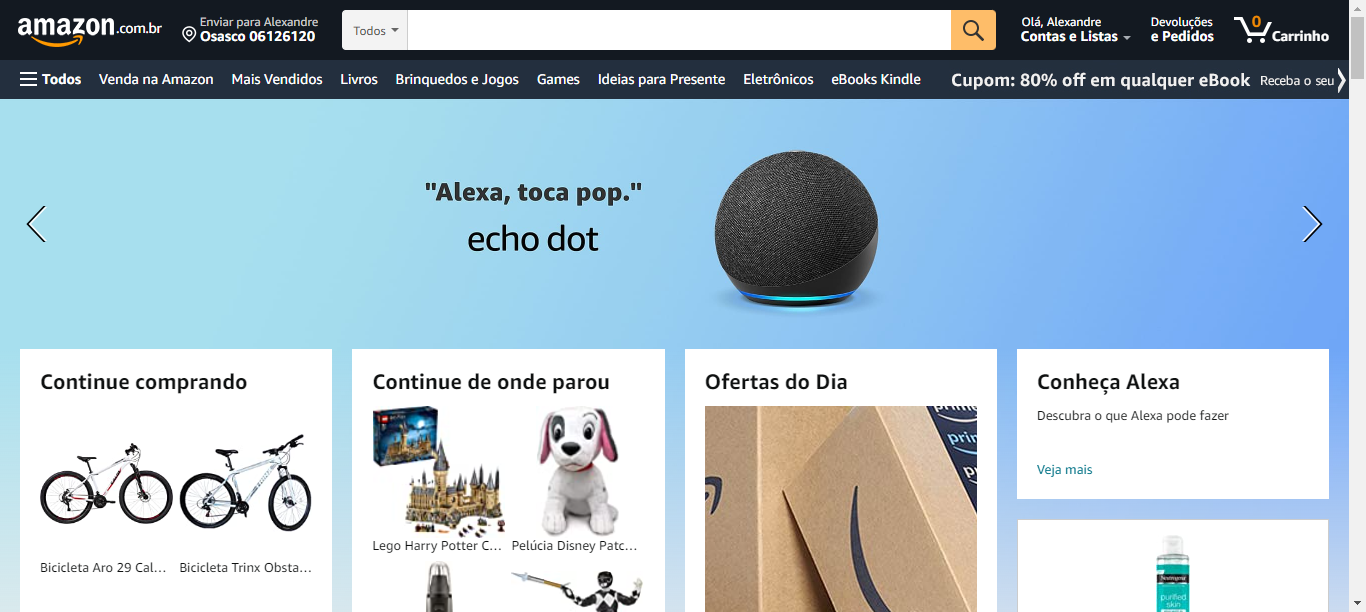 amazon.com.br
Enviar para Alexandre
Osasco 06126120
Todos
Olá, Alexandre
Contas e Listas
Devoluções
e Pedidos
0
Carrinho
Todos
Venda na Amazon
Mais Vendidos
Livros
Brinquedos e Jogos
Games
Ideias para Presente
Eletrônicos
eBooks Kindle
Cupom: 80% off em qualquer eBook Receba o seu
"Alexa, toca pop."
echo dot
Continue comprando
Bicicleta Aro 29 Cal...
Bicicleta Trinx Obsta...
Continue de onde parou
Lego Harry Potter C...
Pelúcia Disney Patc...
Ofertas do Dia
prime
Conheça Alexa
Descubra o que Alexa pode fazer
Veja mais
Neutrogena
purified
skin